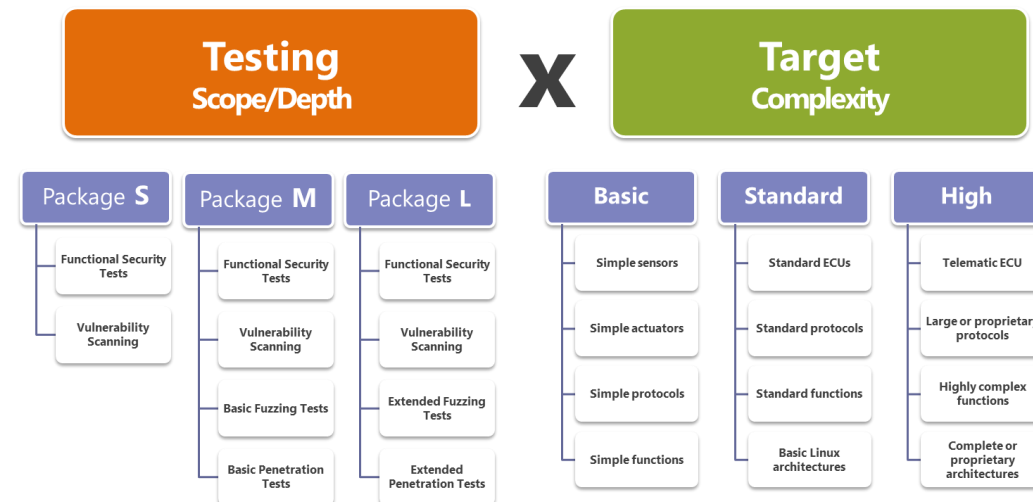 Testing
Scope/Depth
X
Target
Complexity
Package S
Functional Security
Tests
Vulnerability
Scanning
Package M
Functional Security
Tests
Vulnerability
Scanning
Basic Fuzzing Tests
Basic Penetration
Tests
Package L
Functional Security
Tests
Vulnerability
Scanning
Extended Fuzzing
Tests
Extended
Penetration Tests
Basic
Simple sensors
Simple actuators
Simple protocols
Simple functions
Standard
Standard ECUs
Standard protocols
Standard functions
Basic Linux
architectures
High
Telematic ECU
Large or proprietary
protocols
Highly complex
functions
Complete or
proprietary
architectures